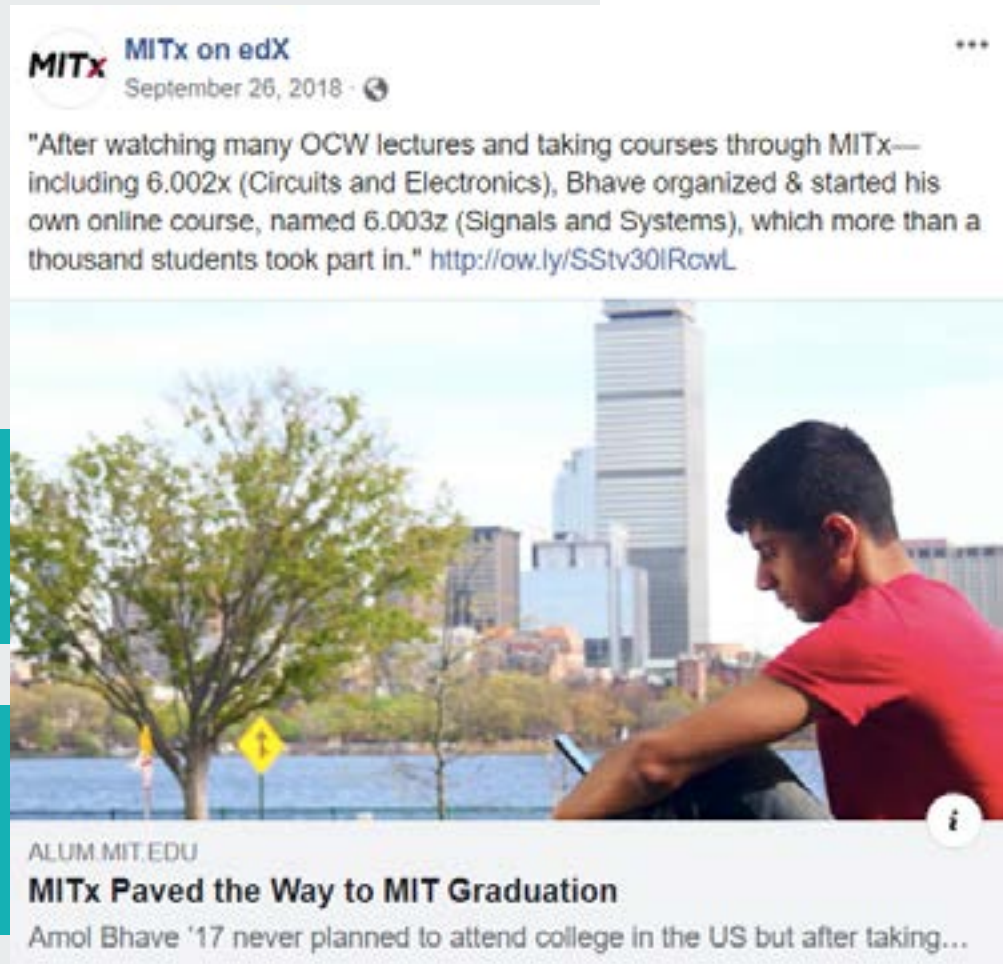 MITx
MITx on edX
September 26, 2018 ·
"After watching many OCW lectures and taking courses through MITx—
including 6.002x (Circuits and Electronics), Bhave organized & started his
own online course, named 6.003z (Signals and Systems), which more than a
thousand students took part in." http://ow.ly/SStv30lRcwL
i
ALUM.MIT.EDU
MITx Paved the Way to MIT Graduation
Amol Bhave '17 never planned to attend college in the US but after taking...